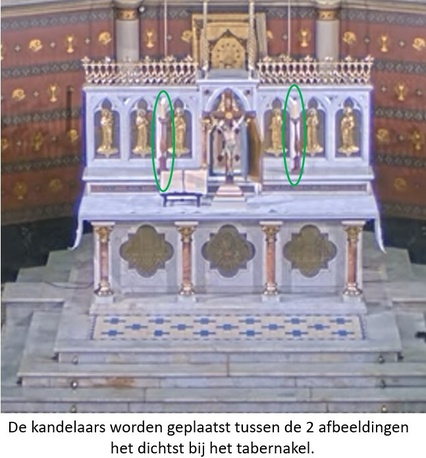 De kandelaars worden geplaatst tussen de 2 afbeeldingen
het dichtst bij het tabernakel.